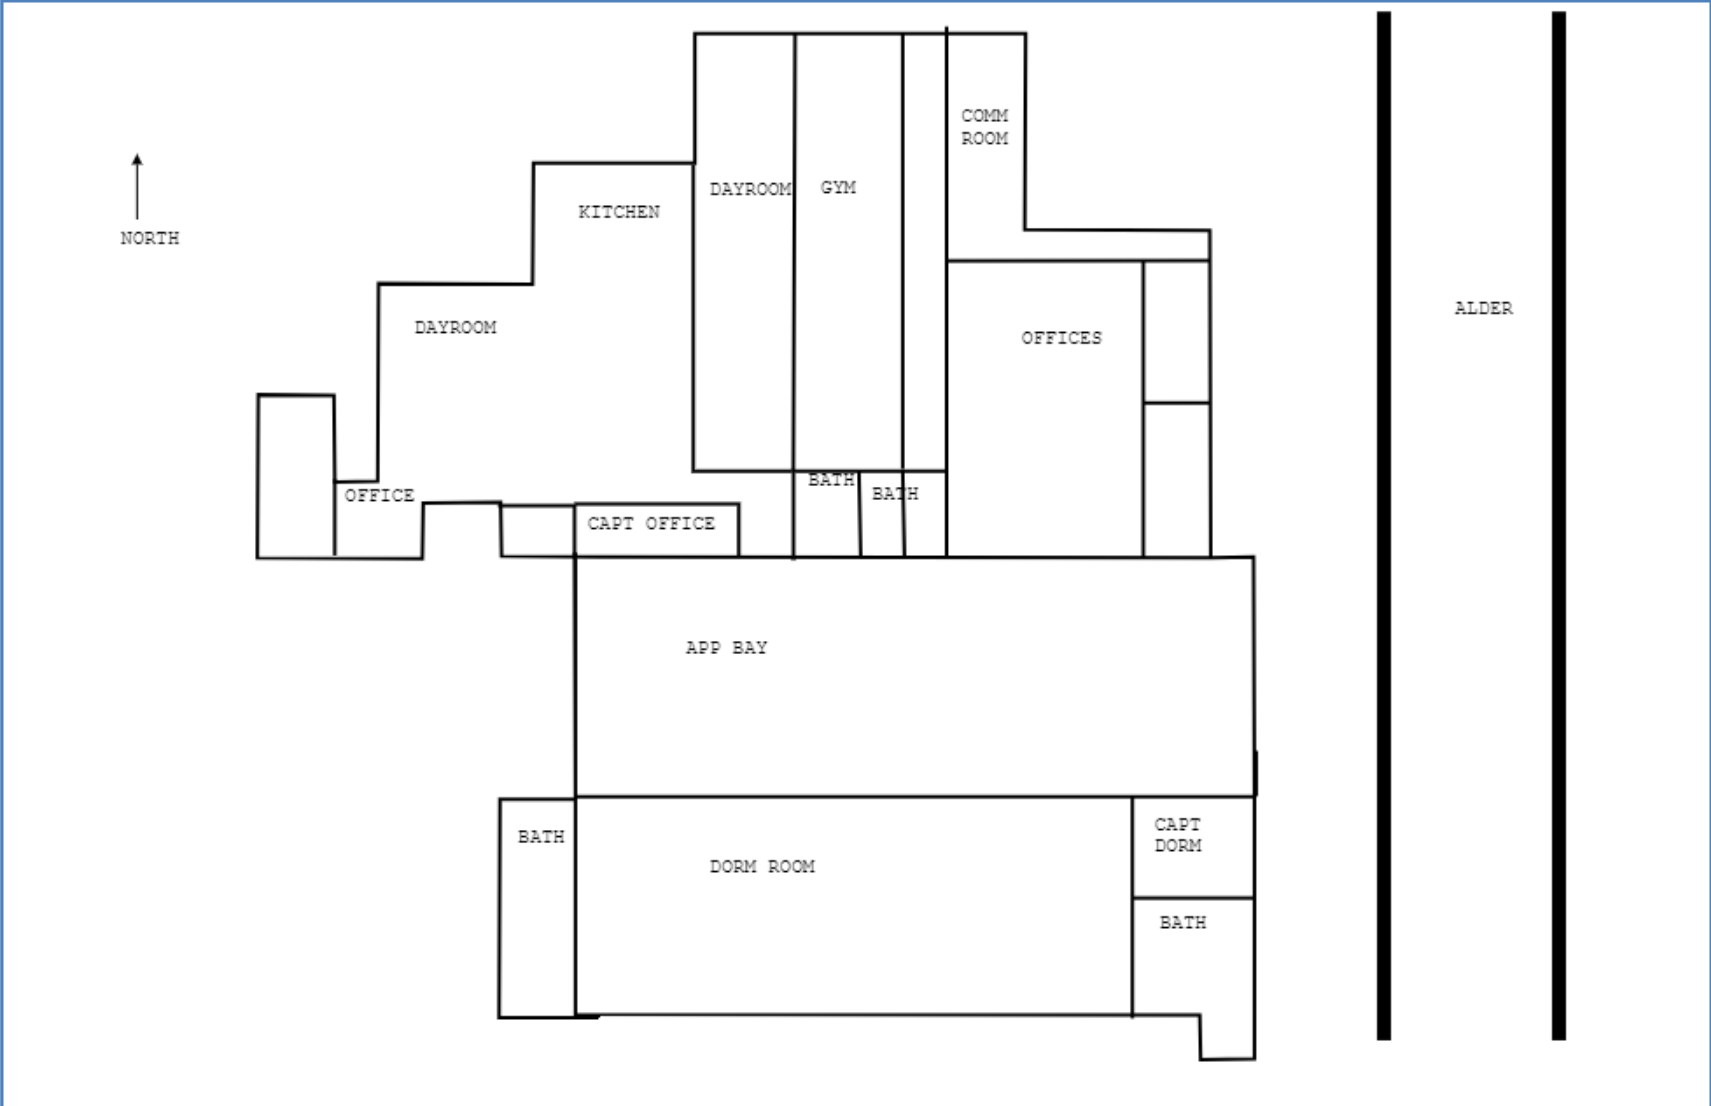 COMM
ROOM
DAYROOM
GYM
KITCHEN
NORTH
ALDER
DAYROOM
OFFICES
BATH
BATH
OFFICE
CAPT OFFICE
APP BAY
CAPT
DORM
BATH
DORM ROOM
BATH